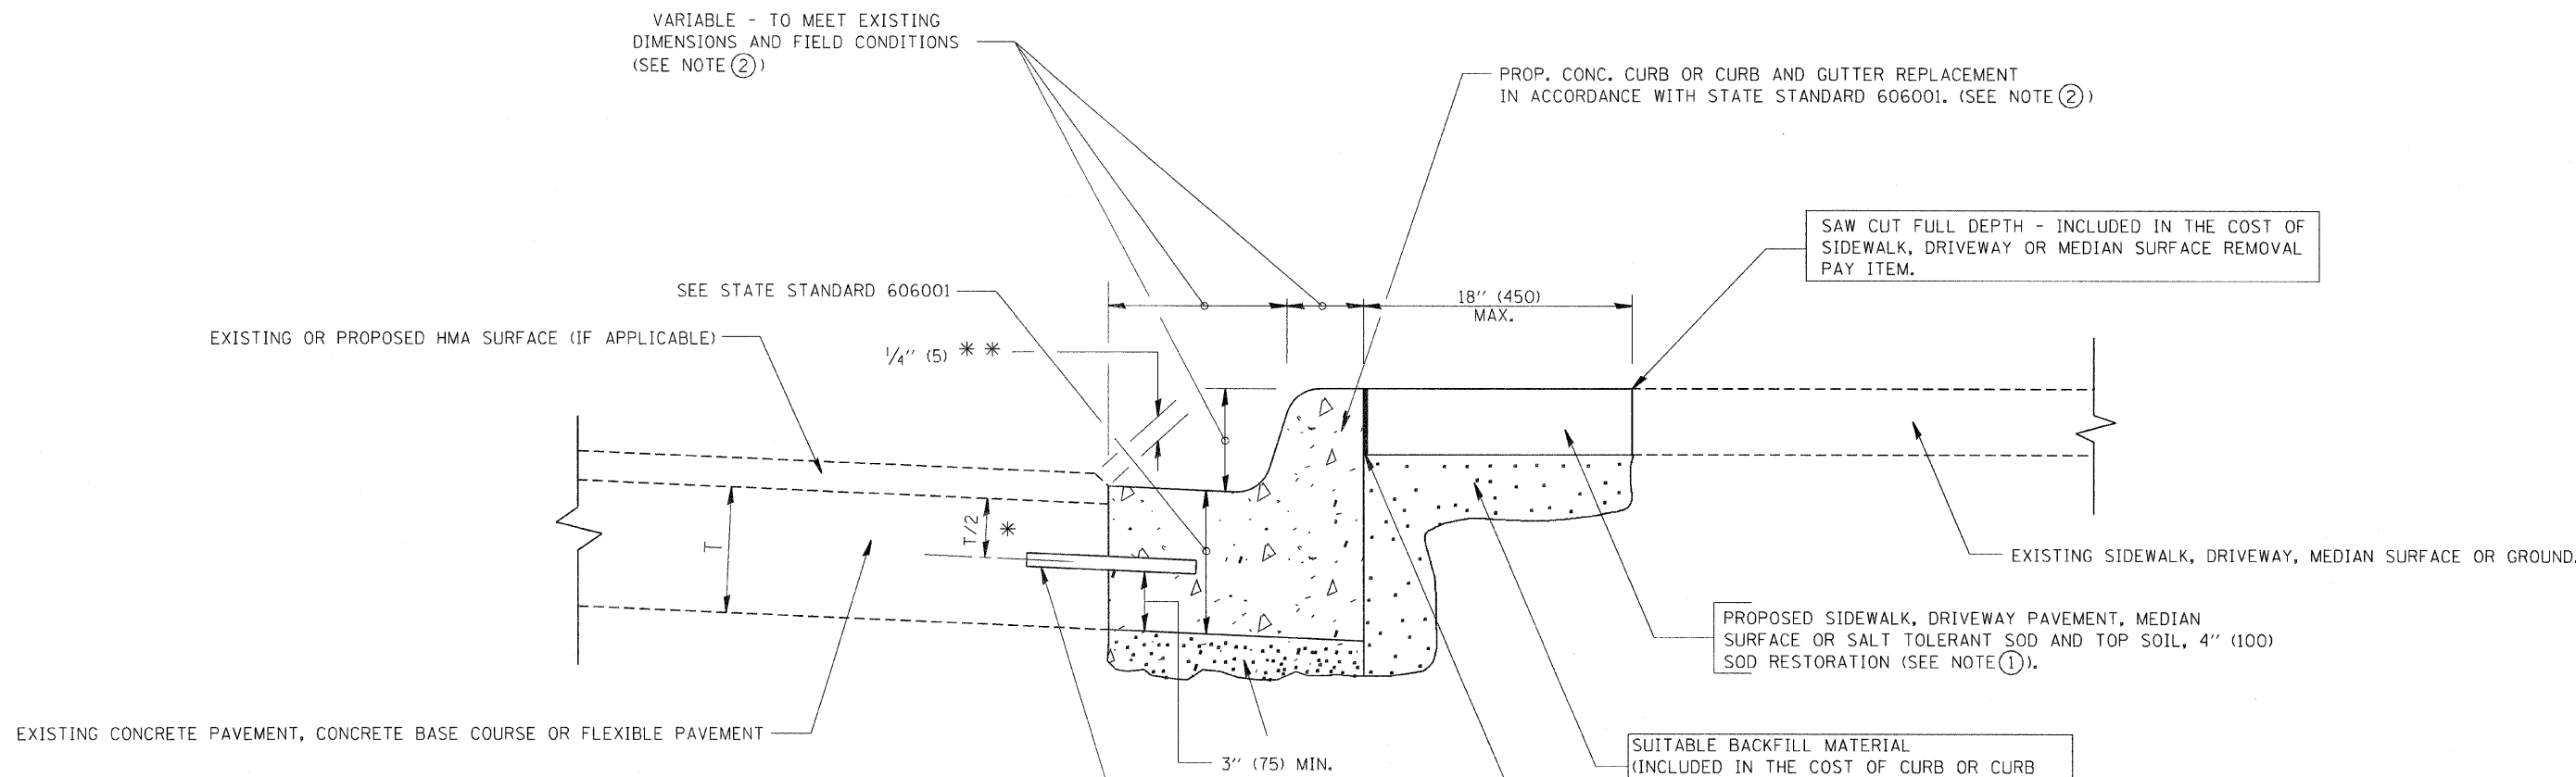 VARIABLE - TO MEET EXISTING
DIMENSIONS AND FIELD CONDITIONS
(SEE NOTE ②)
PROP. CONC. CURB OR CURB AND GUTTER REPLACEMENT
IN ACCORDANCE WITH STATE STANDARD 606001. (SEE NOTE ②)
SAW CUT FULL DEPTH - INCLUDED IN THE COST OF
SIDEWALK, DRIVEWAY OR MEDIAN SURFACE REMOVAL
PAY ITEM.
SEE STATE STANDARD 606001
18" (450)
MAX.
EXISTING OR PROPOSED HMA SURFACE (IF APPLICABLE)
1/4" (5) * *
T
T/2 *
EXISTING SIDEWALK, DRIVEWAY, MEDIAN SURFACE OR GROUND.
PROPOSED SIDEWALK, DRIVEWAY PAVEMENT, MEDIAN
SURFACE OR SALT TOLERANT SOD AND TOP SOIL, 4" (100)
SOD RESTORATION (SEE NOTE ①).
EXISTING CONCRETE PAVEMENT, CONCRETE BASE COURSE OR FLEXIBLE PAVEMENT
3" (75) MIN.
SUITABLE BACKFILL MATERIAL
(INCLUDED IN THE COST OF CURB OR CURB